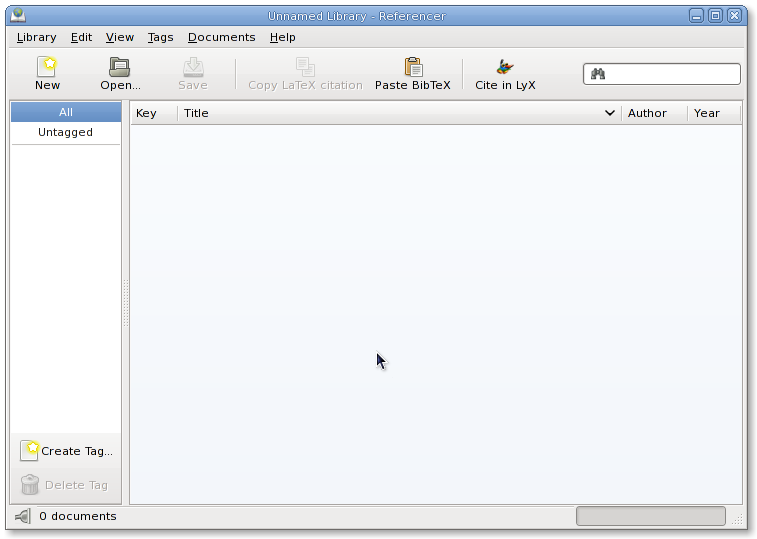 Unnamed Library - Referencer
Library Edit View Tags Documents Help
New Open... Save Copy LaTeX citation Paste BibTeX Cite in LyX
All Key Title Author Year
Untagged
Create Tag...
Delete Tag
0 documents